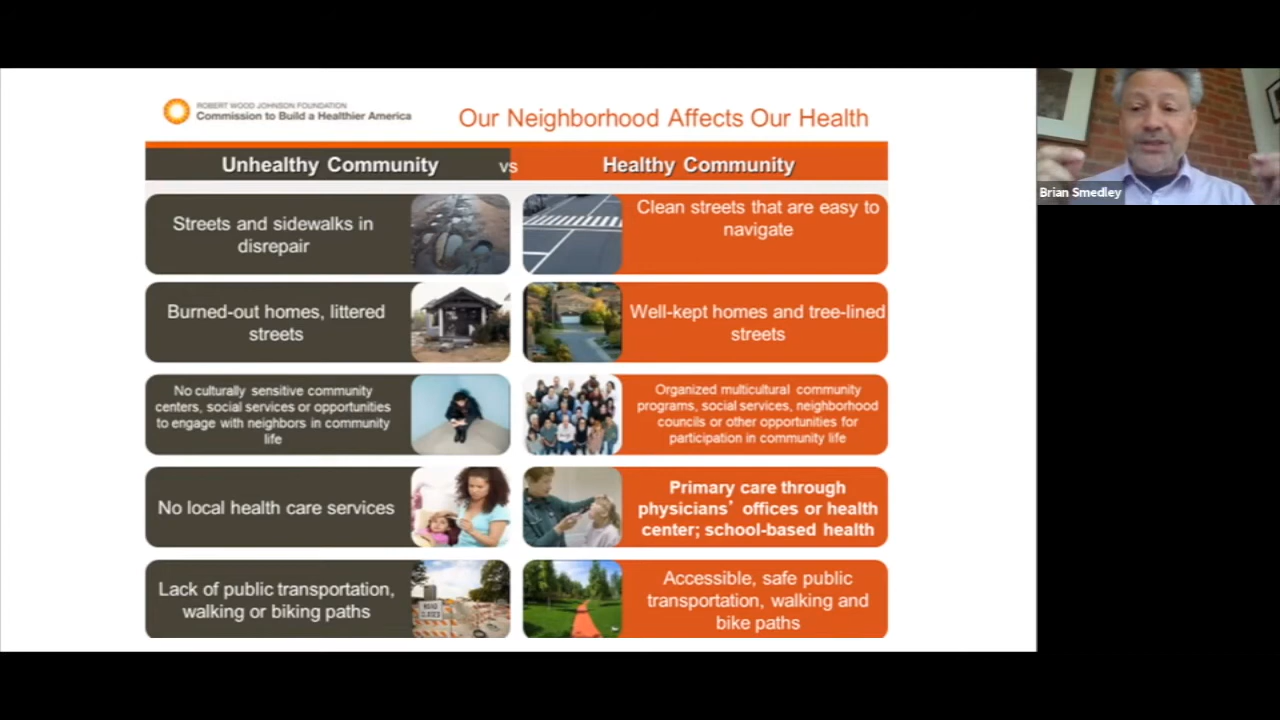 ROBERT WOOD JOHNSON FOUNDATION
Commission to Build a Healthier America
Our Neighborhood Affects Our Health
Unhealthy Community
vs
Healthy Community
Streets and sidewalks in
disrepair
Clean streets that are easy to
navigate
Burned-out homes, littered
streets
Well-kept homes and tree-lined
streets
No culturally sensitive community
centers, social services or opportunities
to engage with neighbors in community
life
Organized multicultural community
programs, social services, neighborhood
councils or other opportunities for
participation in community life
No local health care services
Primary care through
physicians’ offices or health
center; school-based health
Lack of public transportation,
walking or biking paths
ROAD
CLOSED
Accessible, safe public
transportation, walking and
bike paths
Brian Smedley